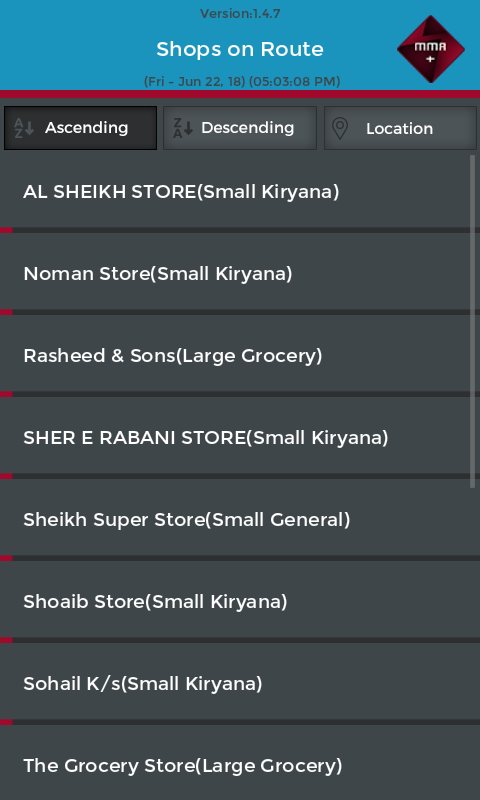 Version:1.4.7
Shops on Route
MMA
+
(Fri - Jun 22, 18) (05:03:08 PM)
A Z Ascending
Z A Descending
Location
AL SHEIKH STORE(Small Kiryana)
Noman Store(Small Kiryana)
Rasheed & Sons(Large Grocery)
SHER E RABANI STORE(Small Kiryana)
Sheikh Super Store(Small General)
Shoaib Store(Small Kiryana)
Sohail K/s(Small Kiryana)
The Grocery Store(Large Grocery)